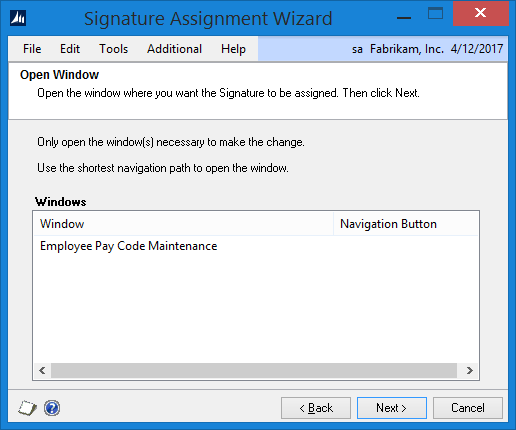 Signature Assignment Wizard
File Edit Tools Additional Help sa Fabrikam, Inc. 4/12/2017
Open Window
Open the window where you want the Signature to be assigned. Then click Next.
Only open the window(s) necessary to make the change.
Use the shortest navigation path to open the window.
Windows
Window Navigation Button
Employee Pay Code Maintenance
< Back Next > Cancel